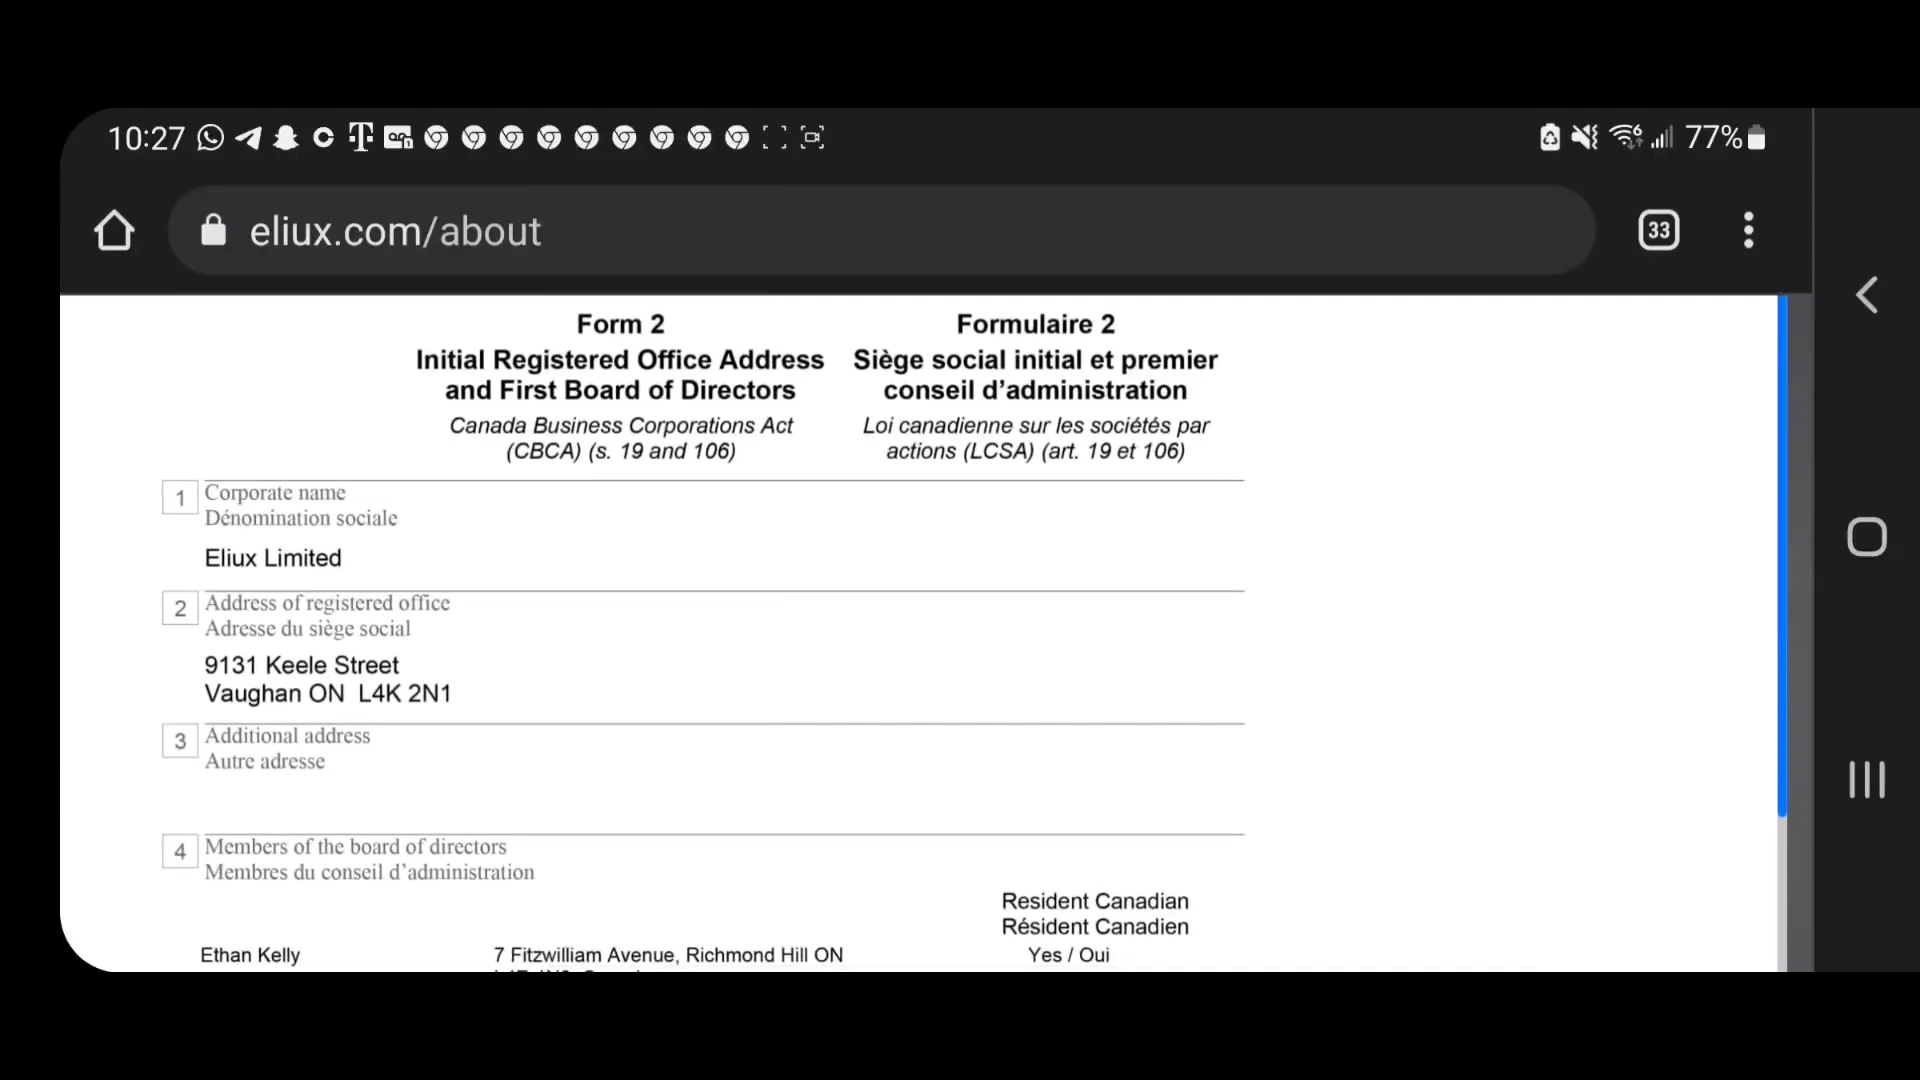 10:27
77%
eliux.com/about
33
Form 2
Initial Registered Office Address
and First Board of Directors
Canada Business Corporations Act
(CBCA) (s. 19 and 106)
Formulaire 2
Siège social initial et premier
conseil d’administration
Loi canadienne sur les sociétés par
actions (LCSA) (art. 19 et 106)
1
Corporate name
Dénomination sociale
Eliux Limited
2
Address of registered office
Adresse du siège social
9131 Keele Street
Vaughan ON L4K 2N1
3
Additional address
Autre adresse
4
Members of the board of directors
Membres du conseil d’administration
Resident Canadian
Résident Canadien
Ethan Kelly
7 Fitzwilliam Avenue, Richmond Hill ON
Yes / Oui